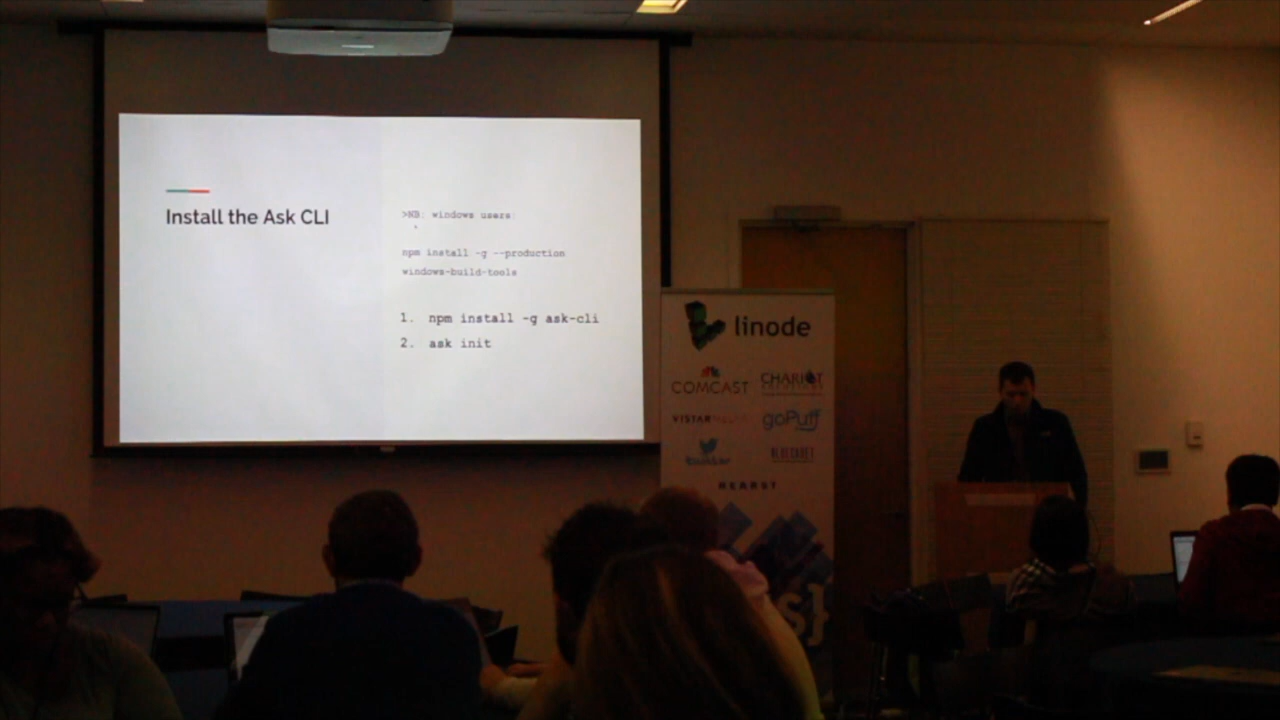 Install the Ask CLI
>NB: windows users:
npm install -g --production
windows-build-tools
1. npm install -g ask-cli
2. ask init
linode
COMCAST
CHARIOT
VISTAR
goPuff
HEARST